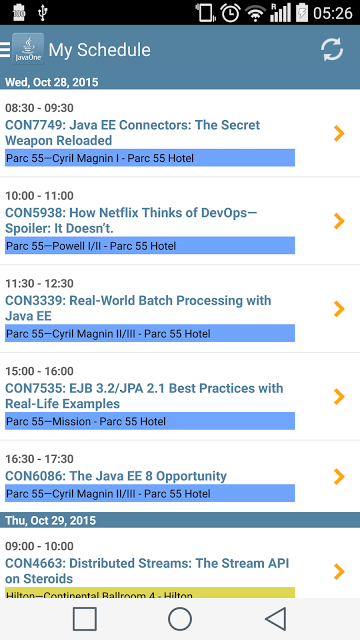 100
05:26
JavaOne
My Schedule
Wed, Oct 28, 2015
08:30 - 09:30
CON7749: Java EE Connectors: The Secret
Weapon Reloaded
Parc 55—Cyril Magnin I - Parc 55 Hotel
10:00 - 11:00
CON5938: How Netflix Thinks of DevOps—
Spoiler: It Doesn't.
Parc 55—Powell I/II - Parc 55 Hotel
11:30 - 12:30
CON3339: Real-World Batch Processing with
Java EE
Parc 55—Cyril Magnin II/III - Parc 55 Hotel
15:00 - 16:00
CON7535: EJB 3.2/JPA 2.1 Best Practices with
Real-Life Examples
Parc 55—Mission - Parc 55 Hotel
16:30 - 17:30
CON6086: The Java EE 8 Opportunity
Parc 55—Cyril Magnin II/III - Parc 55 Hotel
Thu, Oct 29, 2015
09:00 - 10:00
CON4663: Distributed Streams: The Stream API
on Steroids
Hilton—Continental Ballroom 4 - Hilton